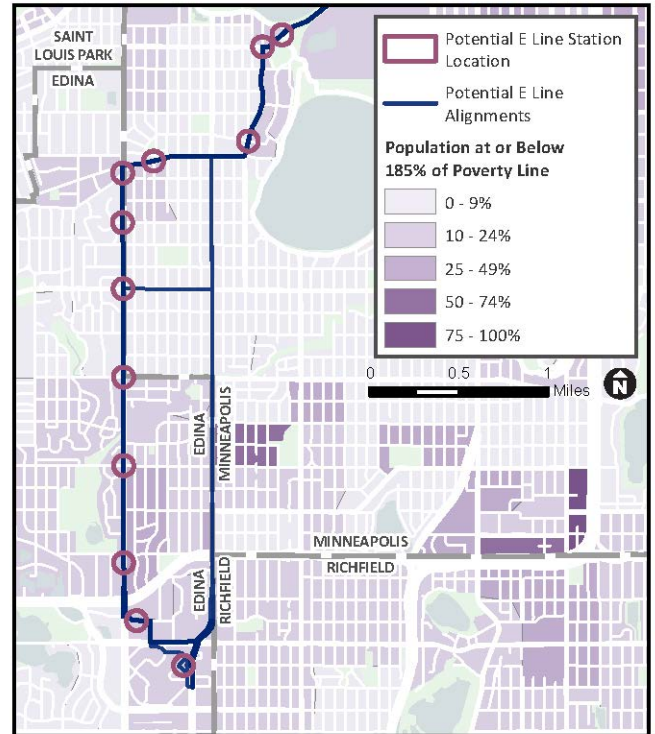 SAINT
LOUIS PARK
EDINA
Potential E Line Station
Location
Potential E Line
Alignments
Population at or Below
185% of Poverty Line
0 - 9%
10 - 24%
25 - 49%
50 - 74%
75 - 100%
0 0.5 1
Miles
N
EDINA
MINNEAPOLIS
MINNEAPOLIS
RICHFIELD
EDINA
RICHFIELD